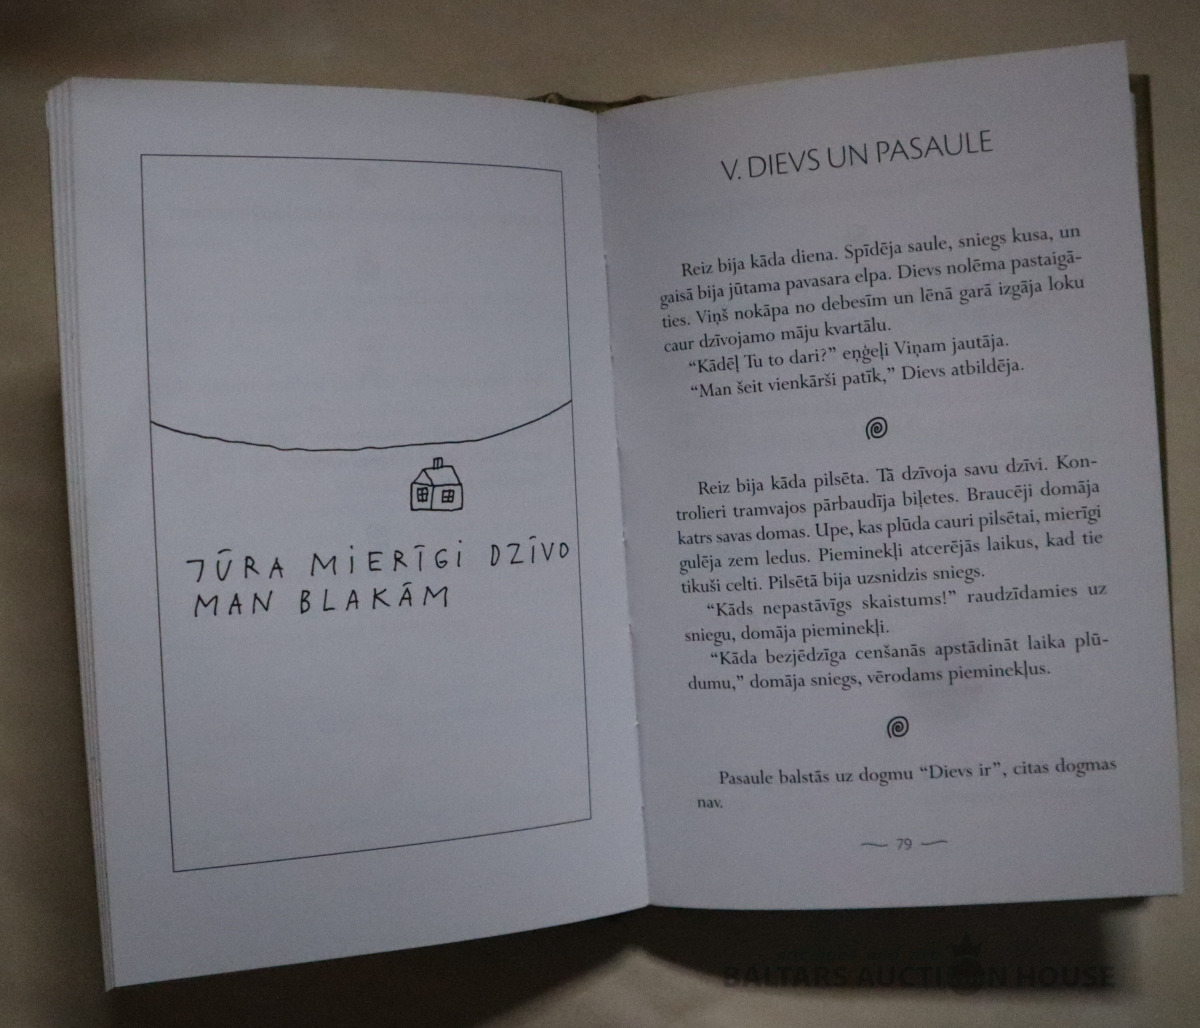 JŪRA MIERĪGI DZĪVO
MAN BLAKĀM
V. DIEVS UN PASAULE
Reiz bija kāda diena. Spīdēja saule, sniegs kusa, un
gaisā bija jūtama pavasara elpa. Dievs nolēma pastaigā-
ties. Viņš nokāpa no debesīm un lēnā garā izgāja loku
caur dzīvojamo māju kvartālu.
“Kādēļ Tu to dari?” eņģeļi Viņam jautāja.
“Man šeit vienkārši patīk,” Dievs atbildēja.
Reiz bija kāda pilsēta. Tā dzīvoja savu dzīvi. Kon-
trolieri tramvajos pārbaudīja biļetes. Braucēji domāja
katrs savas domas. Upe, kas plūda cauri pilsētai, mierīgi
gulēja zem ledus. Pieminekļi atcerējās laikus, kad tie
tikuši celti. Pilsētā bija uzsnidzis sniegs.
“Kāds nepastāvīgs skaistums!” raudzīdamies uz
sniegu, domāja pieminekļi.
“Kāda bezjēdzīga cenšanās apstādināt laika plū-
dumu,” domāja sniegs, vērodams pieminekļus.
Pasaule balstās uz dogmu “Dievs ir”, citas dogmas
nav.
79
BALTARS AUCTION HOUSE